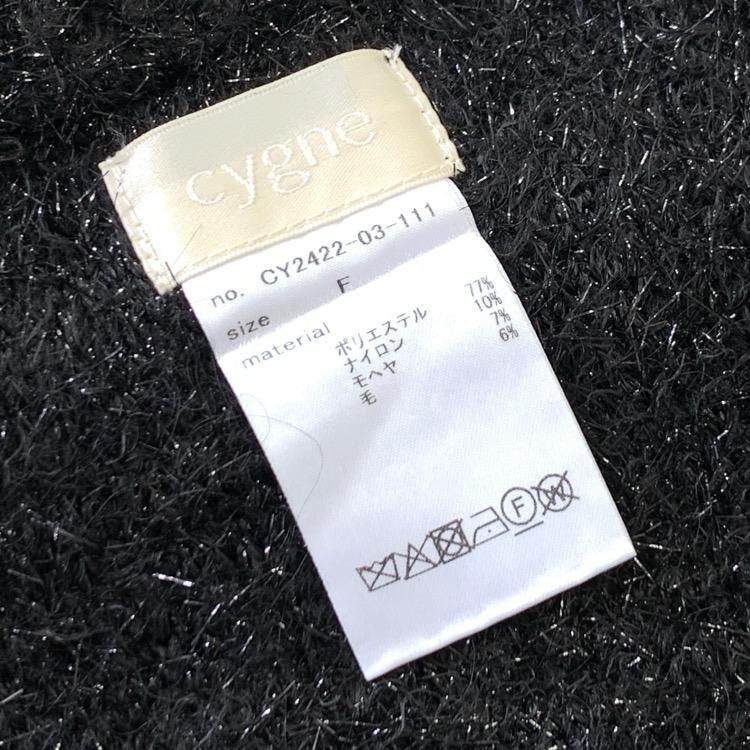 cygne
no. CY2422-03-111
size F
material
ポリエステル 77%
ナイロン 10%
モヘヤ 7%
毛 6%
F W